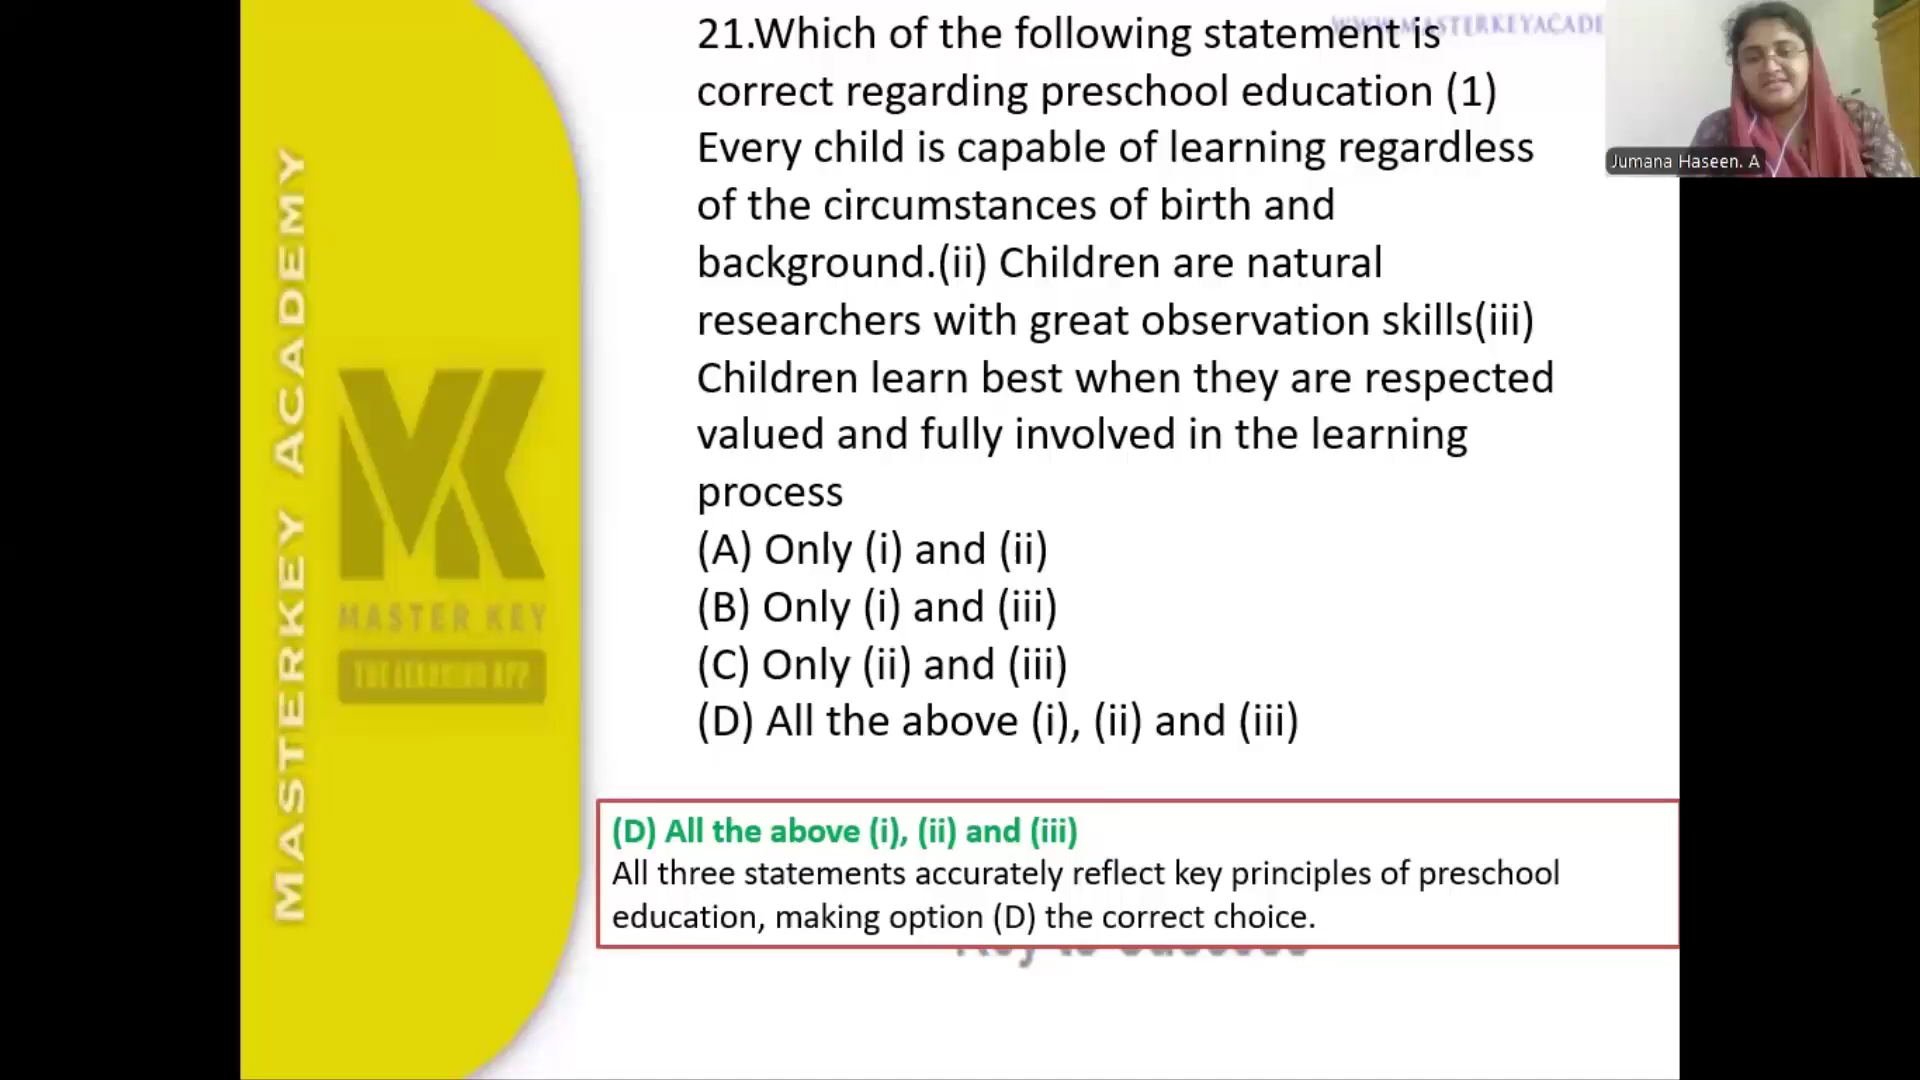 21.Which of the following statement is
correct regarding preschool education (1)
Every child is capable of learning regardless
of the circumstances of birth and
background.(ii) Children are natural
researchers with great observation skills(iii)
Children learn best when they are respected
valued and fully involved in the learning
process
(A) Only (i) and (ii)
(B) Only (i) and (iii)
(C) Only (ii) and (iii)
(D) All the above (i), (ii) and (iii)
(D) All the above (i), (ii) and (iii)
All three statements accurately reflect key principles of preschool
education, making option (D) the correct choice.
MASTERKEY ACADEMY
MK
MASTER KEY
THE LEARNING APP
Jumana Haseen. A